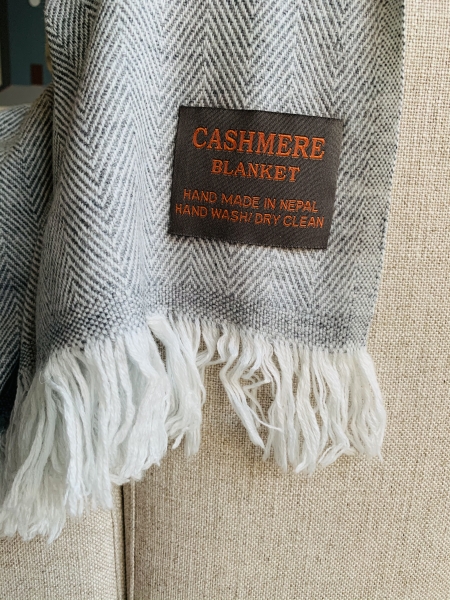 CASHMERE
BLANKET
HAND MADE IN NEPAL
HAND WASH/ DRY CLEAN